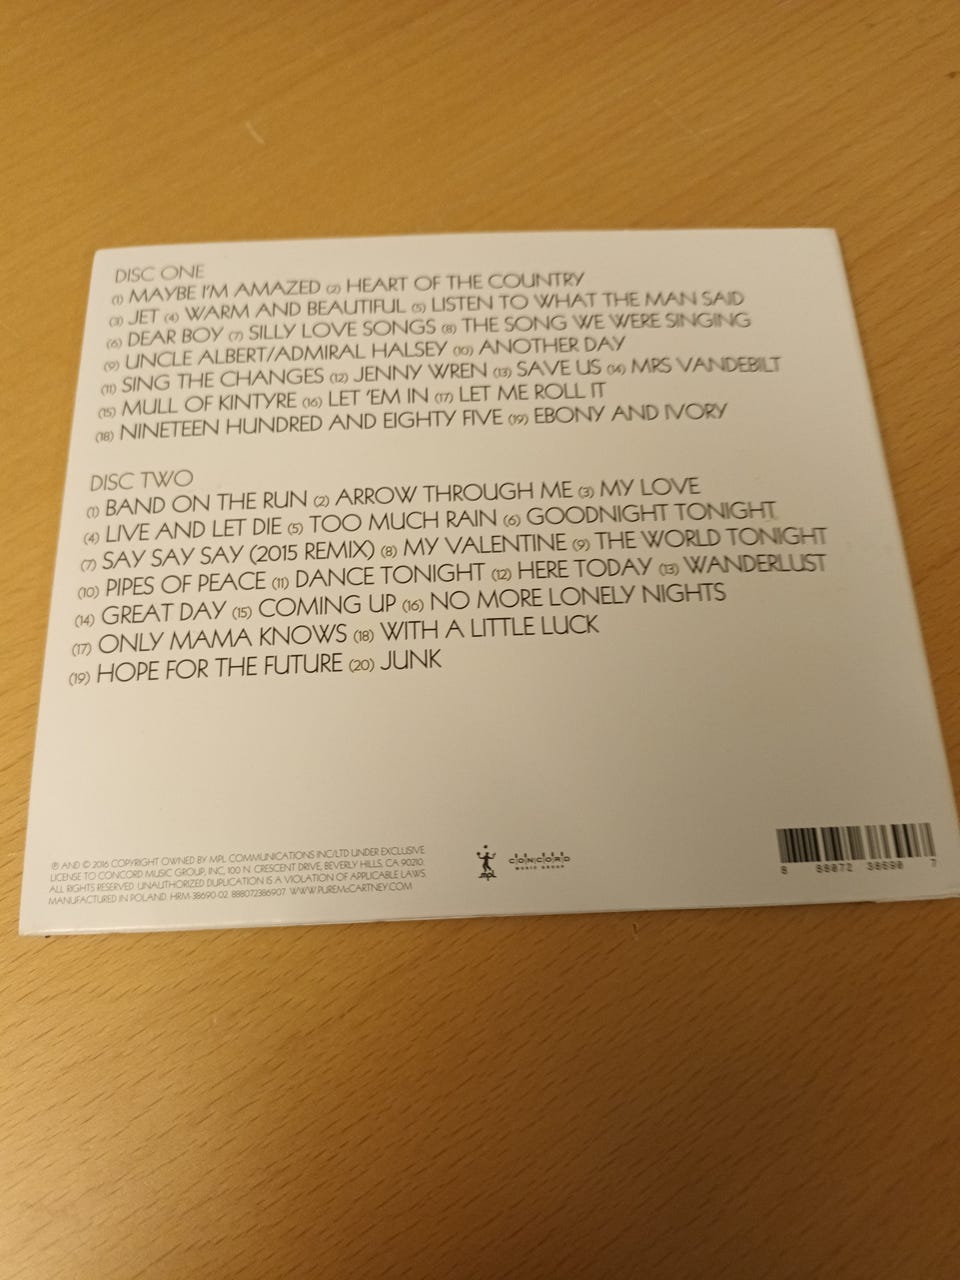 DISC ONE
(1) MAYBE I'M AMAZED (2) HEART OF THE COUNTRY
(3) JET (4) WARM AND BEAUTIFUL (5) LISTEN TO WHAT THE MAN SAID
(6) DEAR BOY (7) SILLY LOVE SONGS (8) THE SONG WE WERE SINGING
(9) UNCLE ALBERT/ADMIRAL HALSEY (10) ANOTHER DAY
(11) SING THE CHANGES (12) JENNY WREN (13) SAVE US (14) MRS VANDEBILT
(15) MULL OF KINTYRE (16) LET 'EM IN (17) LET ME ROLL IT
(18) NINETEEN HUNDRED AND EIGHTY FIVE (19) EBONY AND IVORY
DISC TWO
(1) BAND ON THE RUN (2) ARROW THROUGH ME (3) MY LOVE
(4) LIVE AND LET DIE (5) TOO MUCH RAIN (6) GOODNIGHT TONIGHT
(7) SAY SAY SAY (2015 REMIX) (8) MY VALENTINE (9) THE WORLD TONIGHT
(10) PIPES OF PEACE (11) DANCE TONIGHT (12) HERE TODAY (13) WANDERLUST
(14) GREAT DAY (15) COMING UP (16) NO MORE LONELY NIGHTS
(17) ONLY MAMA KNOWS (18) WITH A LITTLE LUCK
(19) HOPE FOR THE FUTURE (20) JUNK
℗ AND © 2016 COPYRIGHT OWNED BY MPL COMMUNICATIONS INC/LTD UNDER EXCLUSIVE
LICENSE TO CONCORD MUSIC GROUP, INC, 100 N. CRESCENT DRIVE, BEVERLY HILLS, CA 90210.
ALL RIGHTS RESERVED. UNAUTHORIZED DUPLICATION IS A VIOLATION OF APPLICABLE LAWS.
MANUFACTURED IN POLAND. HRM-38690-02. 888072386907. WWW.PUREMcCARTNEY.COM
mpl
CONCORD
MUSIC GROUP
8 88072 38690 7